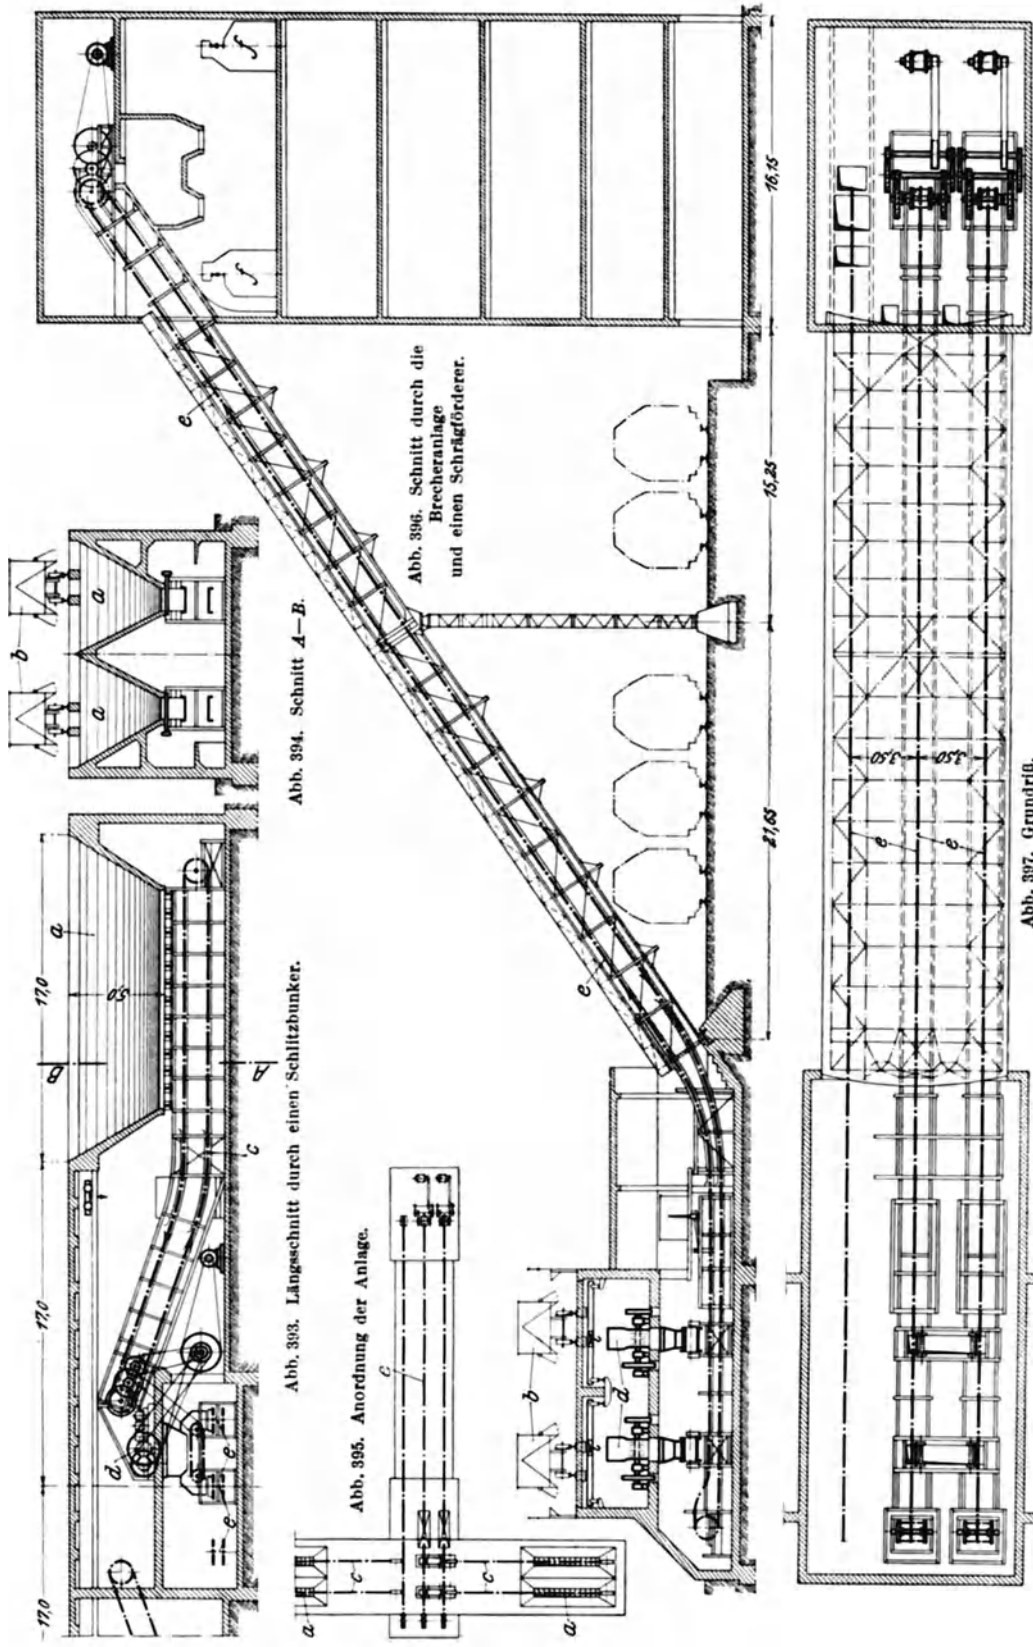 b
a
a
Abb. 394. Schnitt A—B.
17,0
17,0
17,0
a
5,0
B
A
c
d
e
e
e
Abb. 393. Längsschnitt durch einen Schlitzbunker.
f
f
e
e
Abb. 396. Schnitt durch die
Brecheranlage
und einen Schrägförderer.
16,15
15,25
21,65
Abb. 395. Anordnung der Anlage.
c
c
c
a
a
b
d
d
3,50
3,50
e
e
Abb. 397. Grundriß.